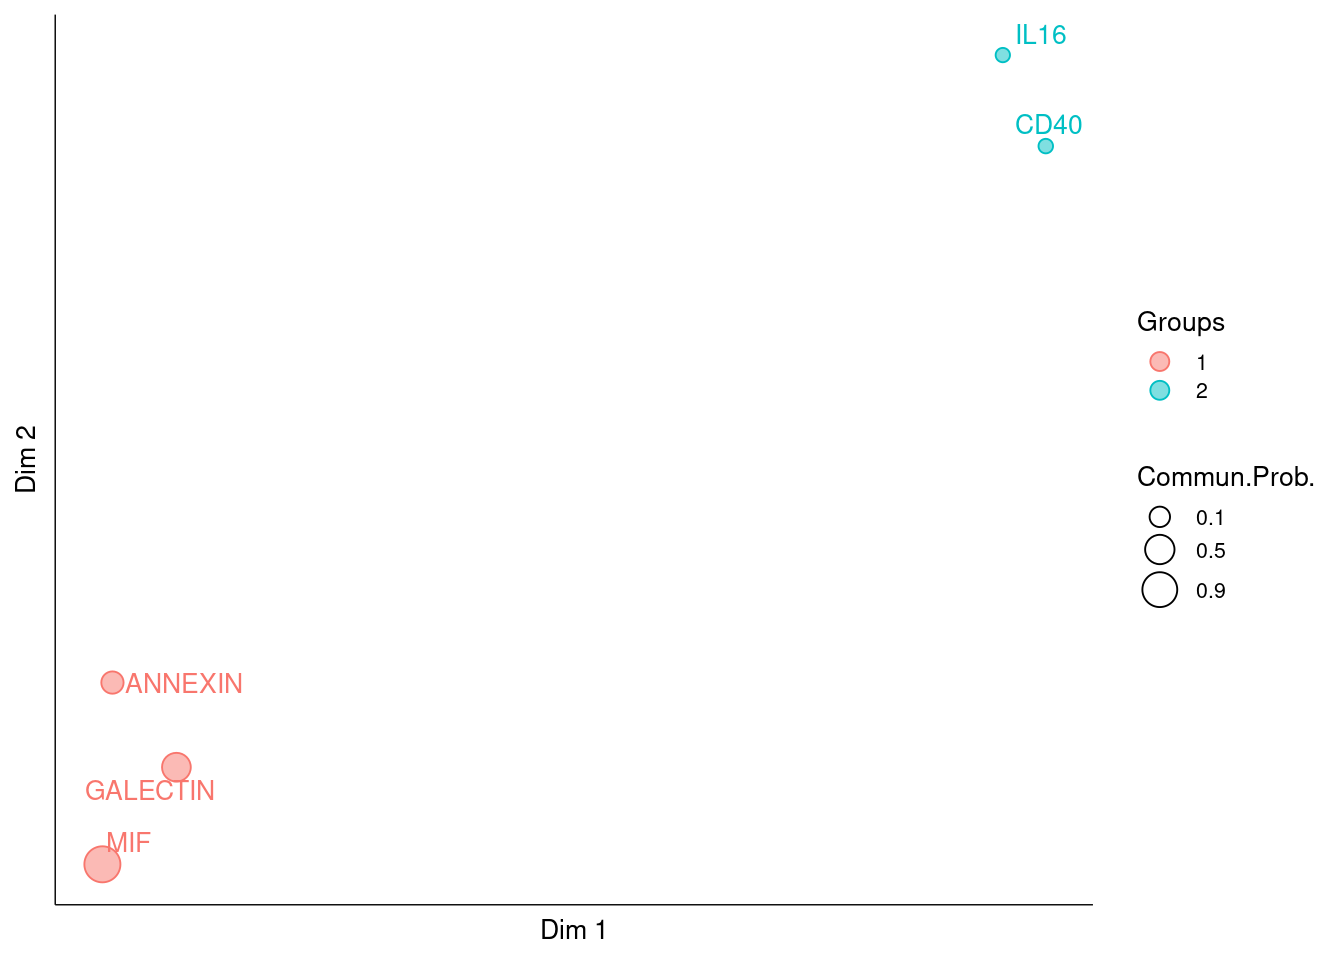 IL16
CD40
Groups
1
2
Dim 2
Commun.Prob.
0.1
0.5
0.9
ANNEXIN
GALECTIN
MIF
Dim 1